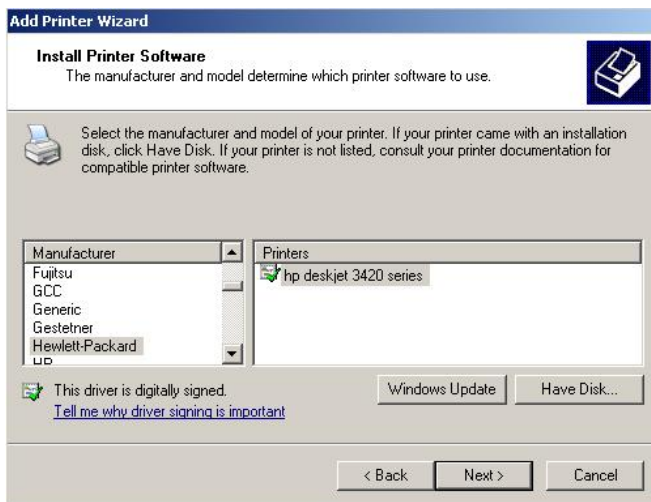 Add Printer Wizard
Install Printer Software
The manufacturer and model determine which printer software to use.
Select the manufacturer and model of your printer. If your printer came with an installation
disk, click Have Disk. If your printer is not listed, consult your printer documentation for
compatible printer software.
Manufacturer
Fujitsu
GCC
Generic
Gestetner
Hewlett-Packard
HP
Printers
hp deskjet 3420 series
This driver is digitally signed.
Tell me why driver signing is important
Windows Update
Have Disk...
< Back
Next >
Cancel